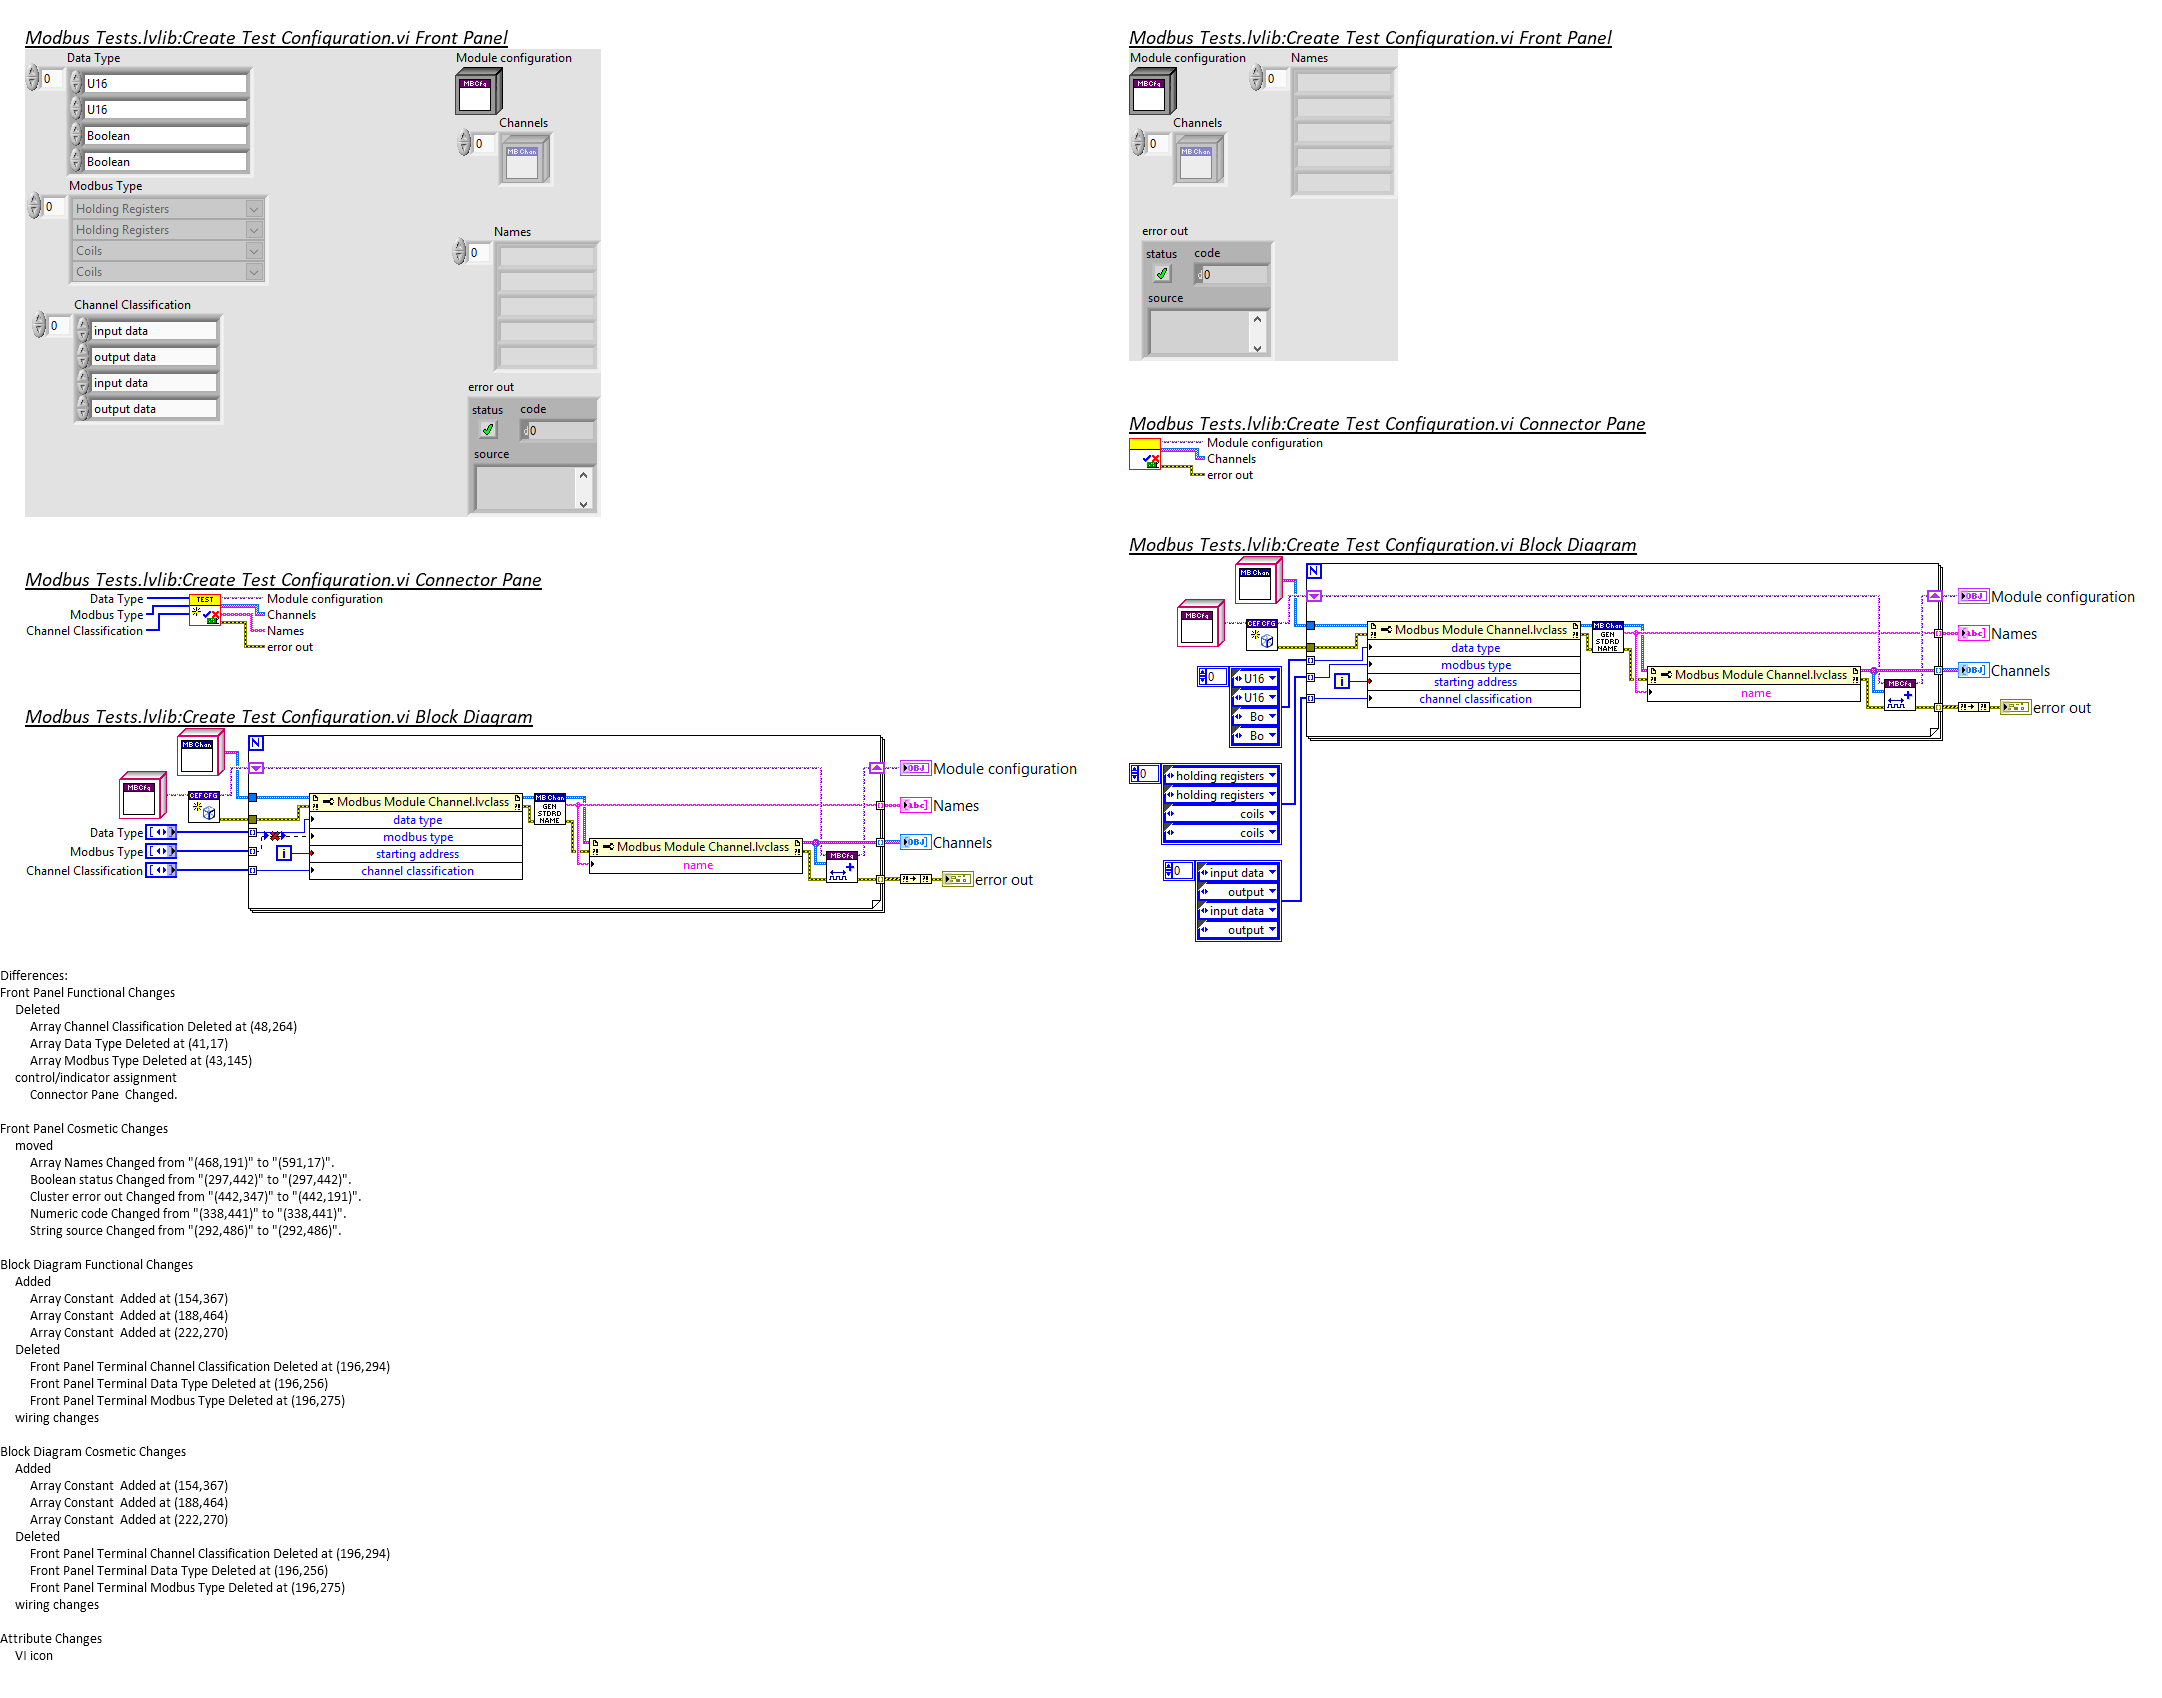 Modbus Tests.lvlib:Create Test Configuration.vi Front Panel
Data Type
0
U16
U16
Boolean
Boolean
Modbus Type
0
Holding Registers
Holding Registers
Coils
Coils
Channel Classification
0
input data
output data
input data
output data
Module configuration
MBCfg
Channels
0
MB Chan
Names
0
error out
status
code
d0
source
Modbus Tests.lvlib:Create Test Configuration.vi Connector Pane
Data Type
Modbus Type
Channel Classification
TEST
Module configuration
Channels
Names
error out
Modbus Tests.lvlib:Create Test Configuration.vi Block Diagram
MB Chan
MBCfg
CEF CFG
N
Data Type
Modbus Type
Channel Classification
i
Modbus Module Channel.lvclass
data type
modbus type
starting address
channel classification
MB Chan
GEN
STDRD
NAME
Modbus Module Channel.lvclass
name
MBCfg
OBJ Module configuration
abc Names
OBJ Channels
error out
Modbus Tests.lvlib:Create Test Configuration.vi Front Panel
Module configuration
MBCfg
Channels
0
MB Chan
Names
0
error out
status
code
d0
source
Modbus Tests.lvlib:Create Test Configuration.vi Connector Pane
Module configuration
Channels
error out
Modbus Tests.lvlib:Create Test Configuration.vi Block Diagram
MB Chan
MBCfg
CEF CFG
N
0
U16
U16
Bo
Bo
0
holding registers
holding registers
coils
coils
0
input data
output
input data
output
i
Modbus Module Channel.lvclass
data type
modbus type
starting address
channel classification
MB Chan
GEN
STDRD
NAME
Modbus Module Channel.lvclass
name
MBCfg
OBJ Module configuration
abc Names
OBJ Channels
error out
Differences:
Front Panel Functional Changes
Deleted
Array Channel Classification Deleted at (48,264)
Array Data Type Deleted at (41,17)
Array Modbus Type Deleted at (43,145)
control/indicator assignment
Connector Pane  Changed.
Front Panel Cosmetic Changes
moved
Array Names Changed from "(468,191)" to "(591,17)".
Boolean status Changed from "(297,442)" to "(297,442)".
Cluster error out Changed from "(442,347)" to "(442,191)".
Numeric code Changed from "(338,441)" to "(338,441)".
String source Changed from "(292,486)" to "(292,486)".
Block Diagram Functional Changes
Added
Array Constant  Added at (154,367)
Array Constant  Added at (188,464)
Array Constant  Added at (222,270)
Deleted
Front Panel Terminal Channel Classification Deleted at (196,294)
Front Panel Terminal Data Type Deleted at (196,256)
Front Panel Terminal Modbus Type Deleted at (196,275)
wiring changes
Block Diagram Cosmetic Changes
Added
Array Constant  Added at (154,367)
Array Constant  Added at (188,464)
Array Constant  Added at (222,270)
Deleted
Front Panel Terminal Channel Classification Deleted at (196,294)
Front Panel Terminal Data Type Deleted at (196,256)
Front Panel Terminal Modbus Type Deleted at (196,275)
wiring changes
Attribute Changes
VI icon